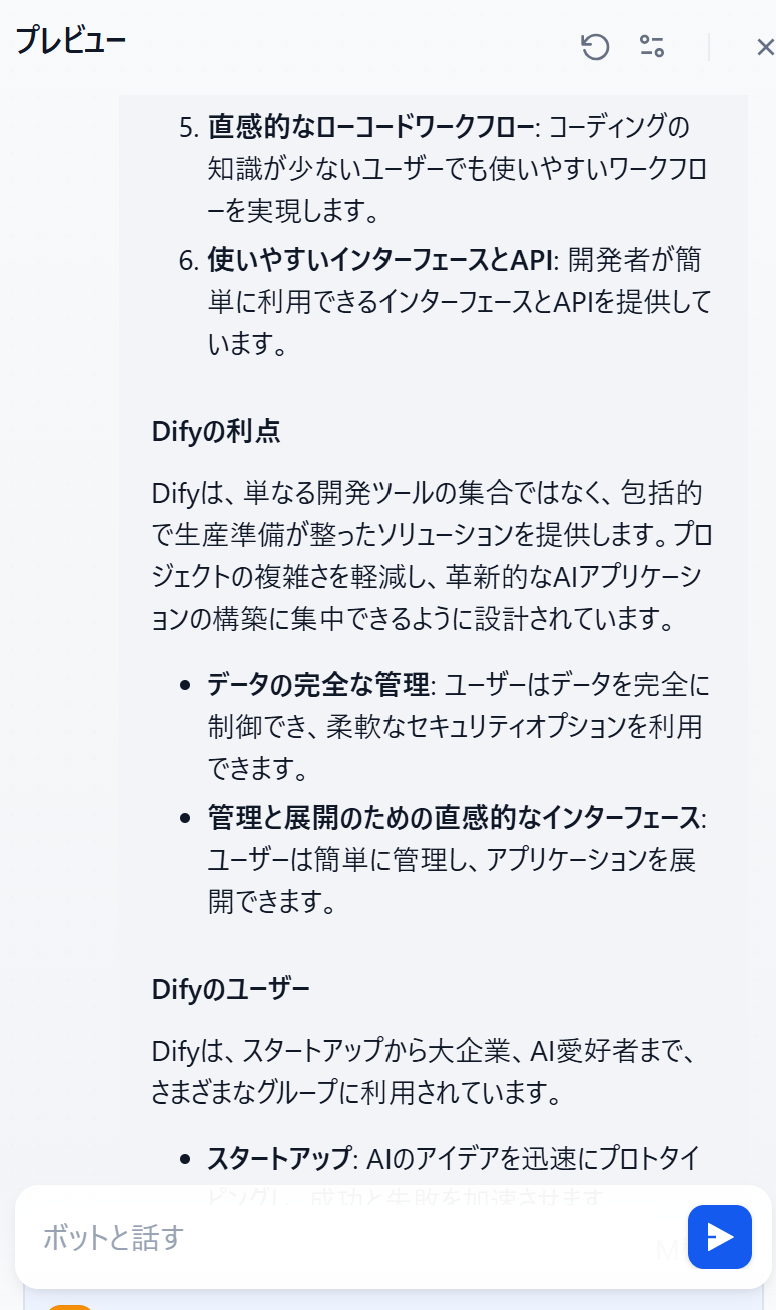 プレビュー
5. 直感的なローコードワークフロー: コーディングの
知識が少ないユーザーでも使いやすいワークフロ
ーを実現します。
6. 使いやすいインターフェースとAPI: 開発者が簡
単に利用できるインターフェースとAPIを提供して
います。
Difyの利点
Difyは、単なる開発ツールの集合ではなく、包括的
で生産準備が整ったソリューションを提供します。プロ
ジェクトの複雑さを軽減し、革新的なAIアプリケーシ
ョンの構築に集中できるように設計されています。
• データの完全な管理: ユーザーはデータを完全に
制御でき、柔軟なセキュリティオプションを利用
できます。
• 管理と展開のための直感的なインターフェース:
ユーザーは簡単に管理し、アプリケーションを展
開できます。
Difyのユーザー
Difyは、スタートアップから大企業、AI愛好者まで、
さまざまなグループに利用されています。
• スタートアップ: AIのアイデアを迅速にプロトタイ
ピングし、成功と失敗を加速させます
ボットと話す